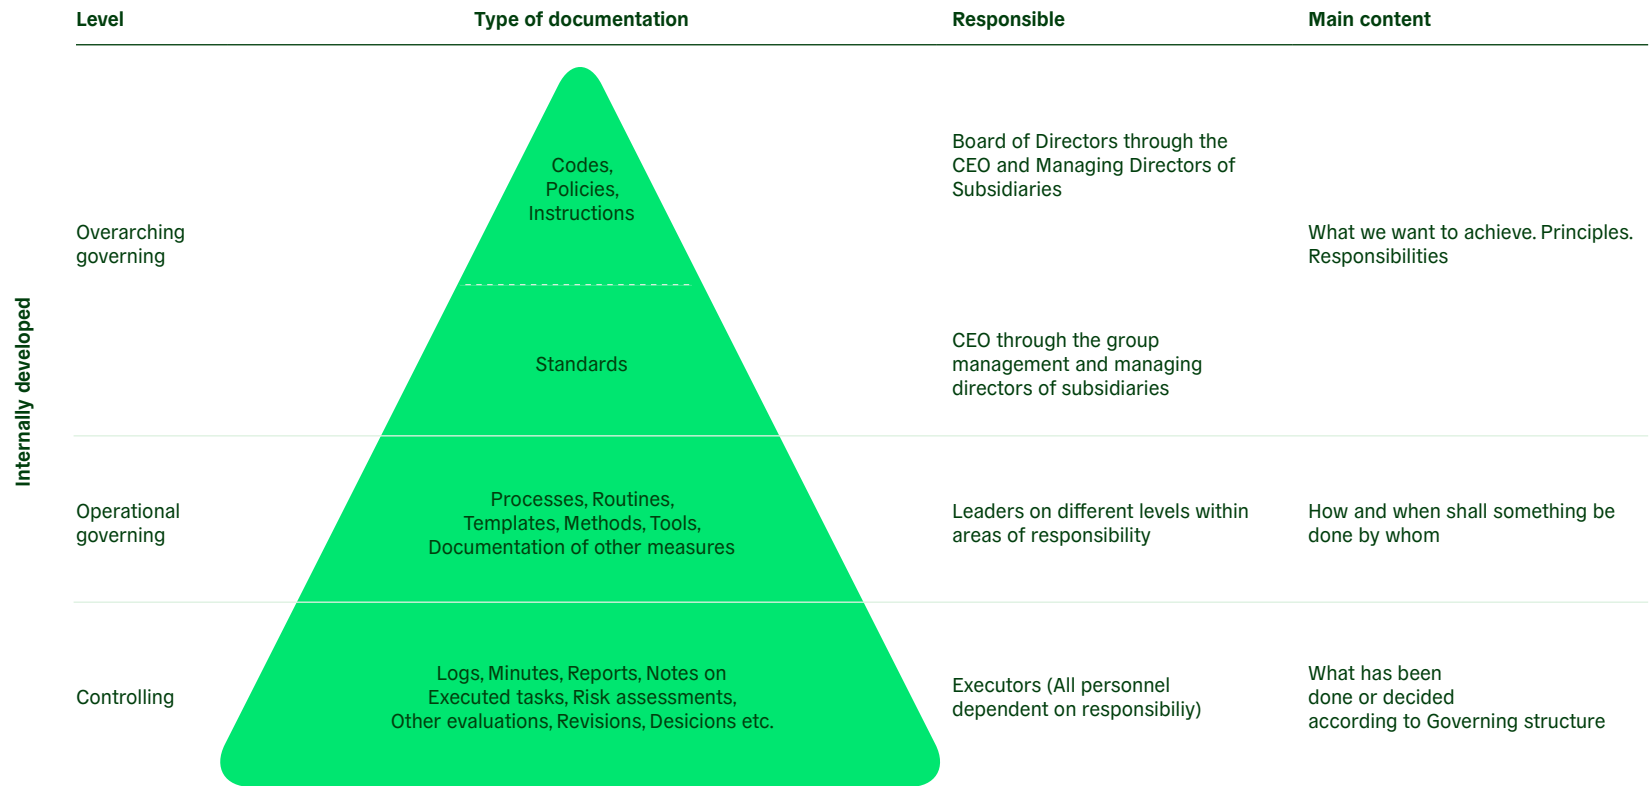 Level
Type of documentation
Responsible
Main content
Internally developed
Overarching
governing
Codes,
Policies,
Instructions
Board of Directors through the
CEO and Managing Directors of
Subsidiaries
What we want to achieve. Principles.
Responsibilities
Standards
CEO through the group
management and managing
directors of subsidiaries
Operational
governing
Processes, Routines,
Templates, Methods, Tools,
Documentation of other measures
Leaders on different levels within
areas of responsibility
How and when shall something be
done by whom
Controlling
Logs, Minutes, Reports, Notes on
Executed tasks, Risk assessments,
Other evaluations, Revisions, Desicions etc.
Executors (All personnel
dependent on responsibiliy)
What has been
done or decided
according to Governing structure